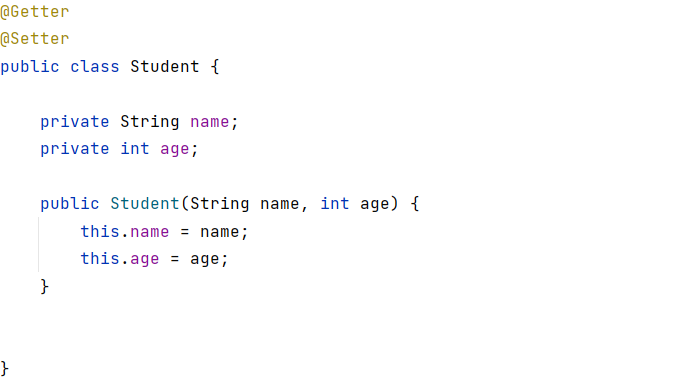 @Getter
@Setter
public class Student {
private String name;
private int age;
public Student(String name, int age) {
this.name = name;
this.age = age;
}
}